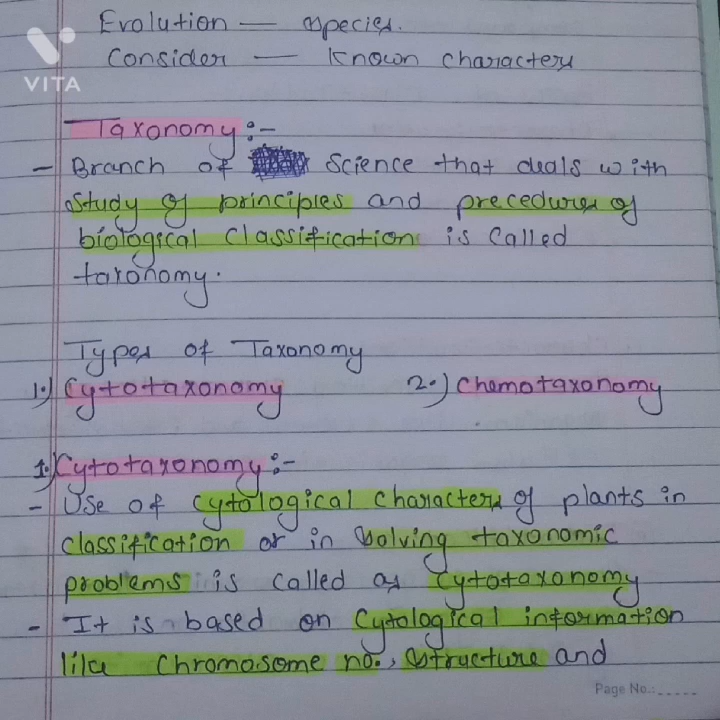 Evolution — species.
Consider — known characters
VITA
Taxonomy :-
- Branch of science that deals with
study of principles and precedures of
biological classification is called
taxonomy.
Types of Taxonomy
1.) Cytotaxonomy 2.) Chemotaxonomy
1.) Cytotaxonomy :-
- Use of cytological characters of plants in
classification or in solving taxonomic
problems is called as cytotaxonomy
- It is based on cytological information
like chromosome no., structure and
Page No.: